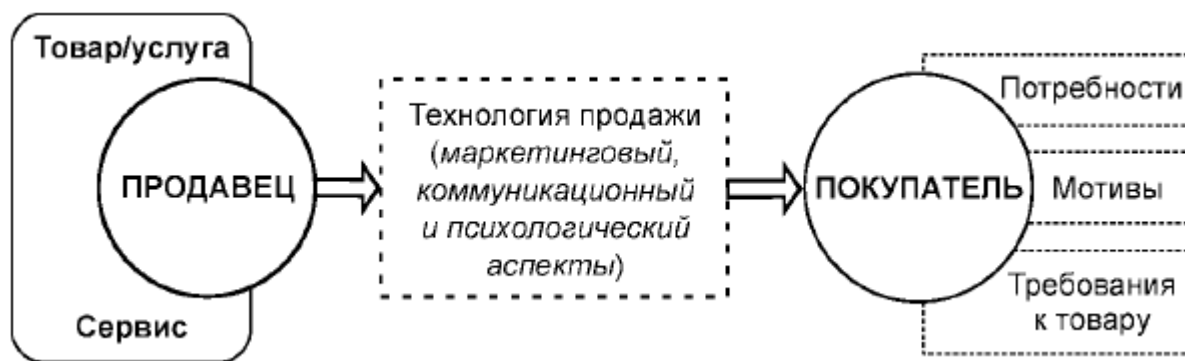 Товар/услуга
ПРОДАВЕЦ
Сервис
Технология продажи
(маркетинговый,
коммуникационный
и психологический
аспекты)
ПОКУПАТЕЛЬ
Потребности
Мотивы
Требования
к товару